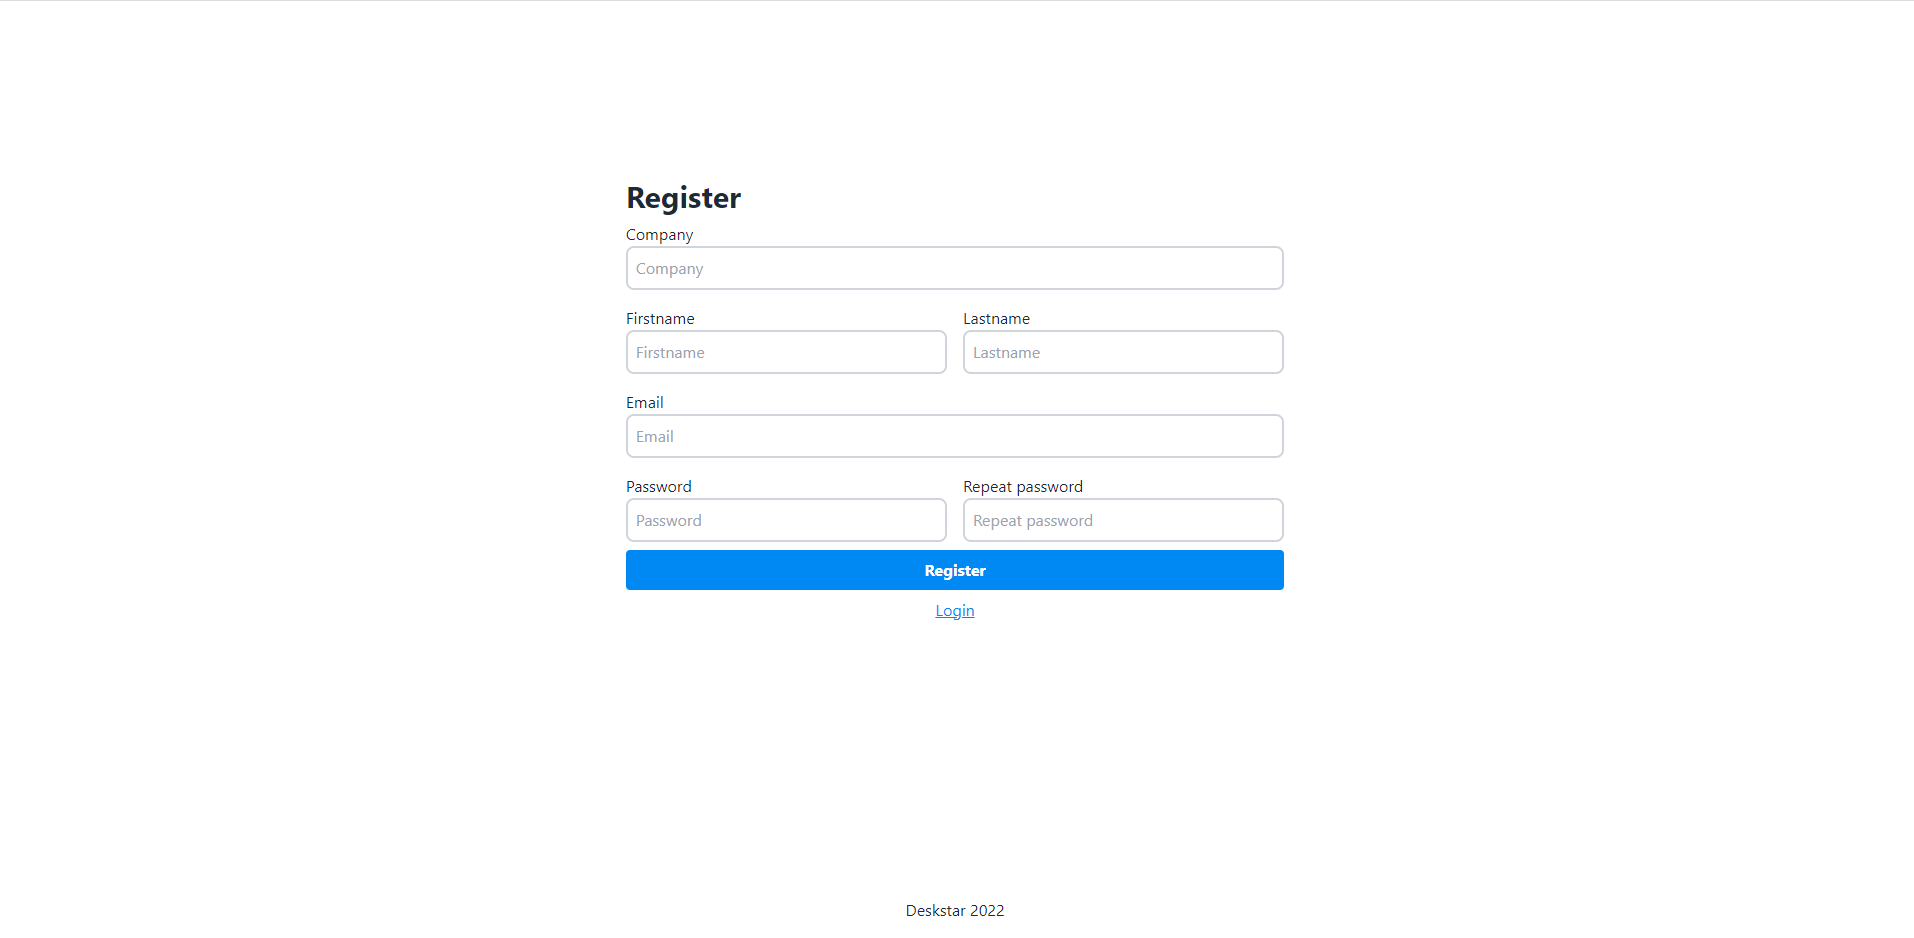 Register
Company
Company
Firstname Lastname
Firstname Lastname
Email
Email
Password Repeat password
Password Repeat password
Register
Login
Deskstar 2022